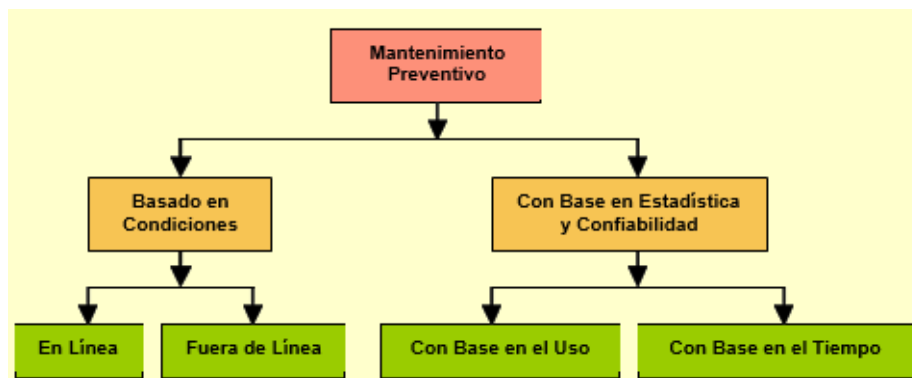 Mantenimiento
Preventivo
Basado en
Condiciones
Con Base en Estadística
y Confiabilidad
En Línea
Fuera de Línea
Con Base en el Uso
Con Base en el Tiempo